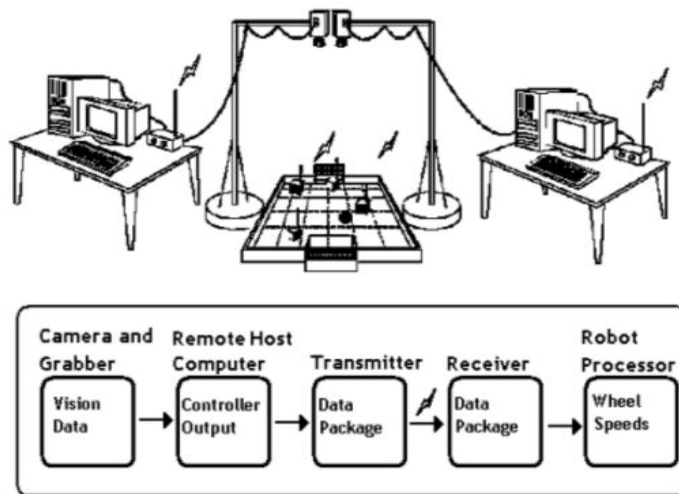 Camera and
Grabber
Remote Host
Computer
Transmitter
Receiver
Robot
Processor
Vision
Data
Controller
Output
Data
Package
Data
Package
Wheel
Speeds